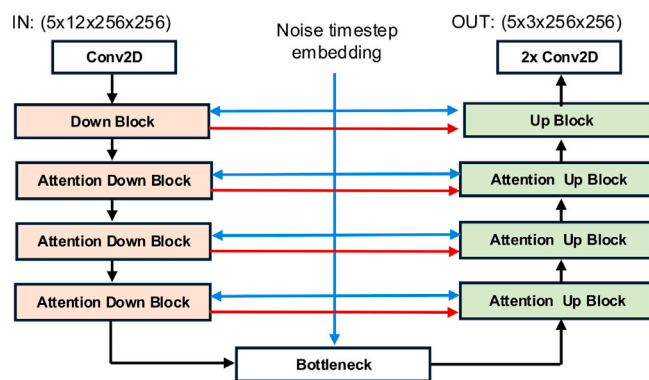 IN: (5x12x256x256)
Noise timestep
embedding
OUT: (5x3x256x256)
Conv2D
2x Conv2D
Down Block
Up Block
Attention Down Block
Attention Up Block
Attention Down Block
Attention Up Block
Attention Down Block
Attention Up Block
Bottleneck